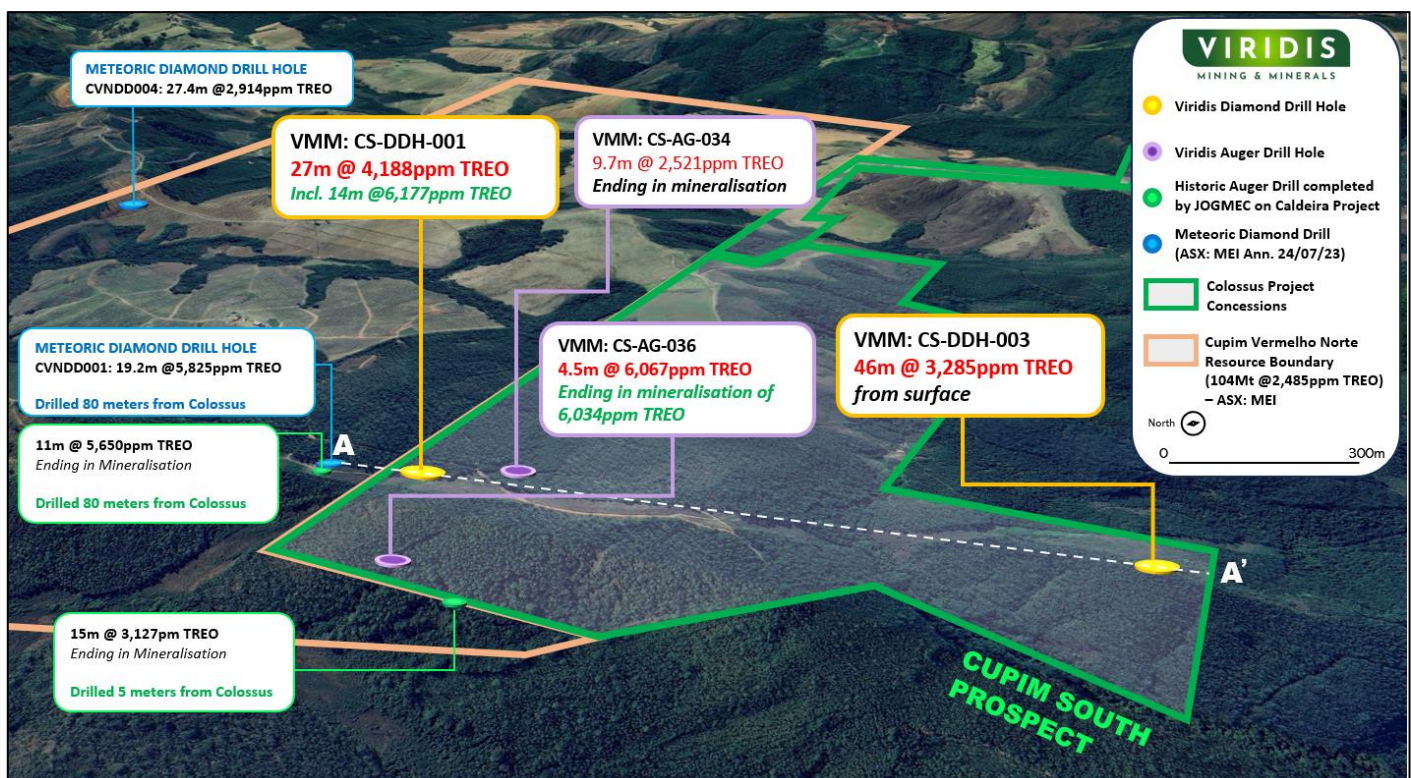 METEORIC DIAMOND DRILL HOLE
CVNDD004: 27.4m @2,914ppm TREO
VMM: CS-DDH-001
27m @ 4,188ppm TREO
Incl. 14m @6,177ppm TREO
VMM: CS-AG-034
9.7m @ 2,521ppm TREO
Ending in mineralisation
VIRIDIS
MINING & MINERALS
Viridis Diamond Drill Hole
Viridis Auger Drill Hole
Historic Auger Drill completed
by JOGMEC on Caldeira Project
Meteoric Diamond Drill
(ASX: MEI Ann. 24/07/23)
Colossus Project
Concessions
Cupim Vermelho Norte
Resource Boundary
(104Mt @2,485ppm TREO)
– ASX: MEI
North
0 300m
METEORIC DIAMOND DRILL HOLE
CVNDD001: 19.2m @5,825ppm TREO
Drilled 80 meters from Colossus
VMM: CS-AG-036
4.5m @ 6,067ppm TREO
Ending in mineralisation of
6,034ppm TREO
VMM: CS-DDH-003
46m @ 3,285ppm TREO
from surface
11m @ 5,650ppm TREO
Ending in Mineralisation
Drilled 80 meters from Colossus
A
A'
15m @ 3,127pm TREO
Ending in Mineralisation
Drilled 5 meters from Colossus
CUPIM SOUTH
PROSPECT